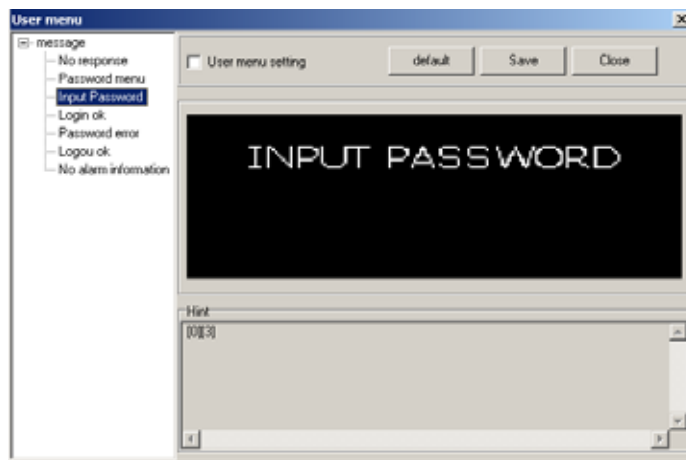 User menu
message
No response
Password menu
Input Password
Login ok
Password error
Logou ok
No alarm information
User menu setting
default
Save
Close
INPUT PASSWORD
Hint
[0][3]